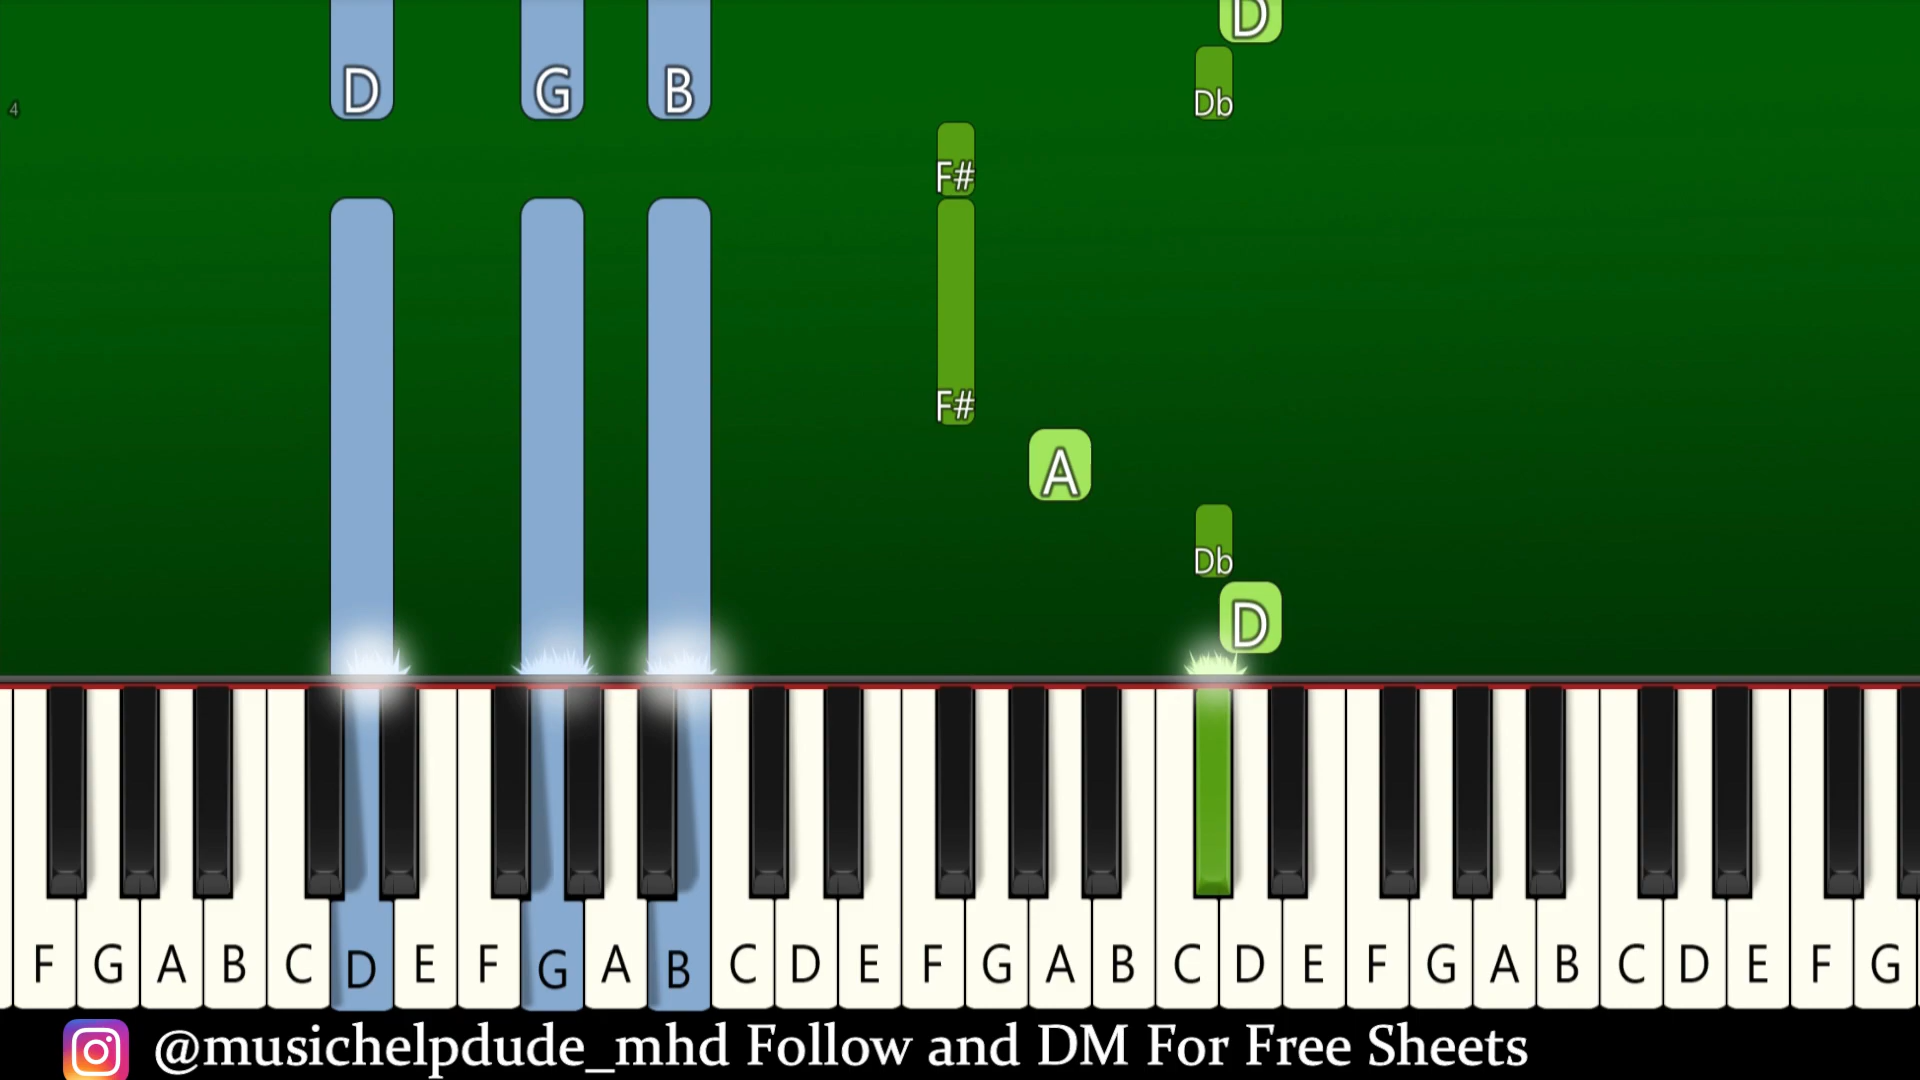 D
D G B
Db
4
F#
F#
A
Db
D
F G A B C D E F G A B C D E F G A B C D E F G A B C D E F G
@musichelpdude_mhd Follow and DM For Free Sheets